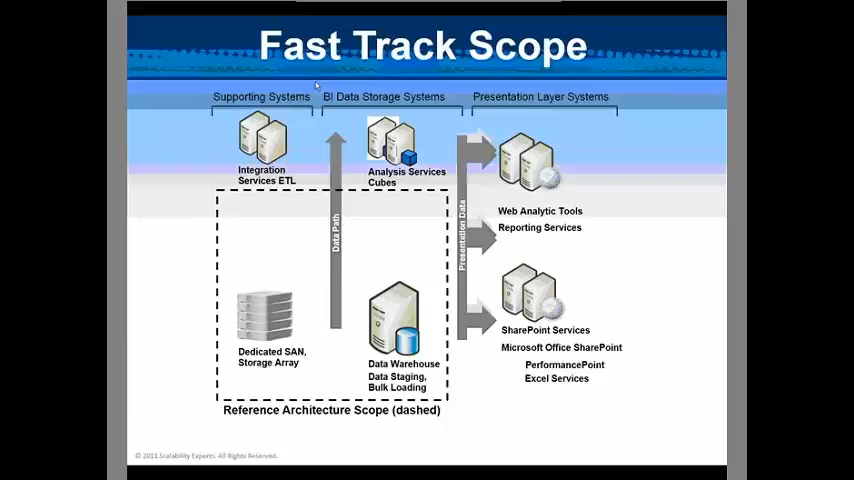 Fast Track Scope
Supporting Systems
BI Data Storage Systems
Presentation Layer Systems
Integration
Services ETL
Analysis Services
Cubes
Data Path
Presentation Data
Web Analytic Tools
Reporting Services
Dedicated SAN,
Storage Array
Data Warehouse
Data Staging,
Bulk Loading
SharePoint Services
Microsoft Office SharePoint
PerformancePoint
Excel Services
Reference Architecture Scope (dashed)
© 2011 Scalability Experts. All Rights Reserved.